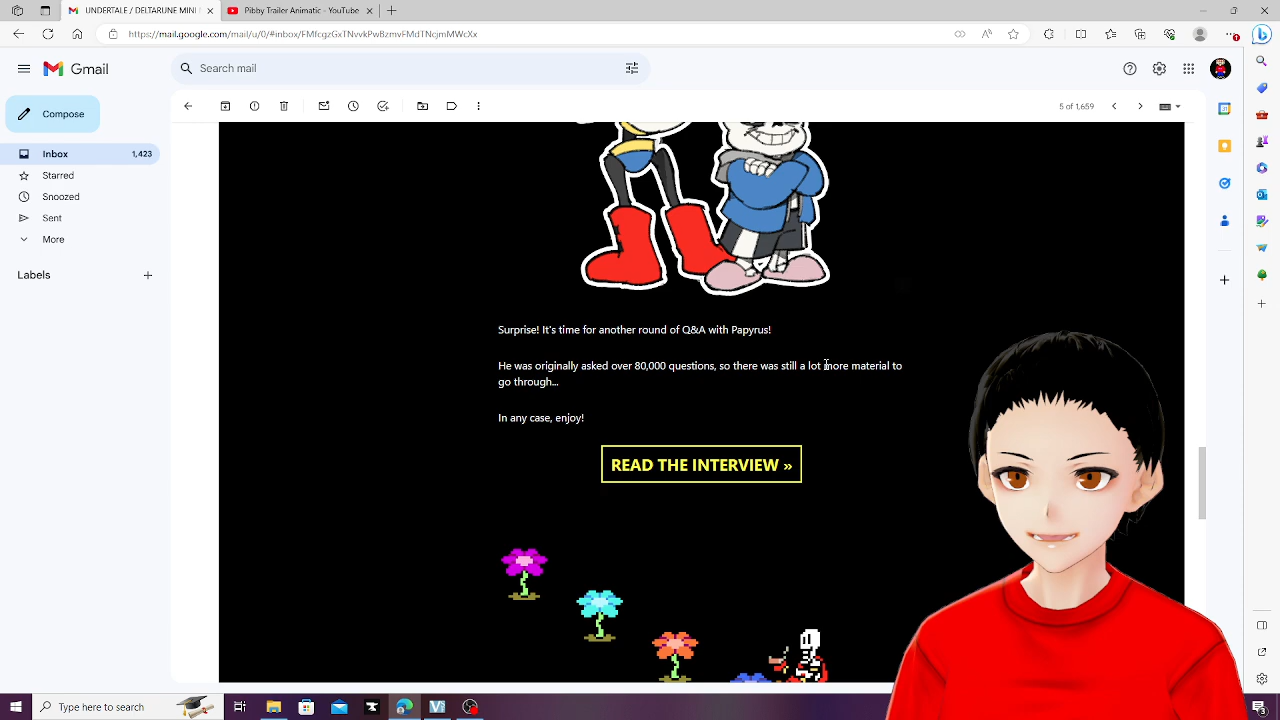 UNDERTALE / DELTARUNE MINI
Pibby Trailer Animatic - YouTube
https://mail.google.com/mail/u/0/#inbox/FMfcgzGxTNvvkPwBzmvFMdTNcjmMWcXx
Gmail
Search mail
Compose
5 of 1,659
Inbox 1,423
Starred
Snoozed
Sent
More
Labels
Surprise! It's time for another round of Q&A with Papyrus!
He was originally asked over 80,000 questions, so there was still a lot more material to
go through...
In any case, enjoy!
READ THE INTERVIEW »
Type here to search